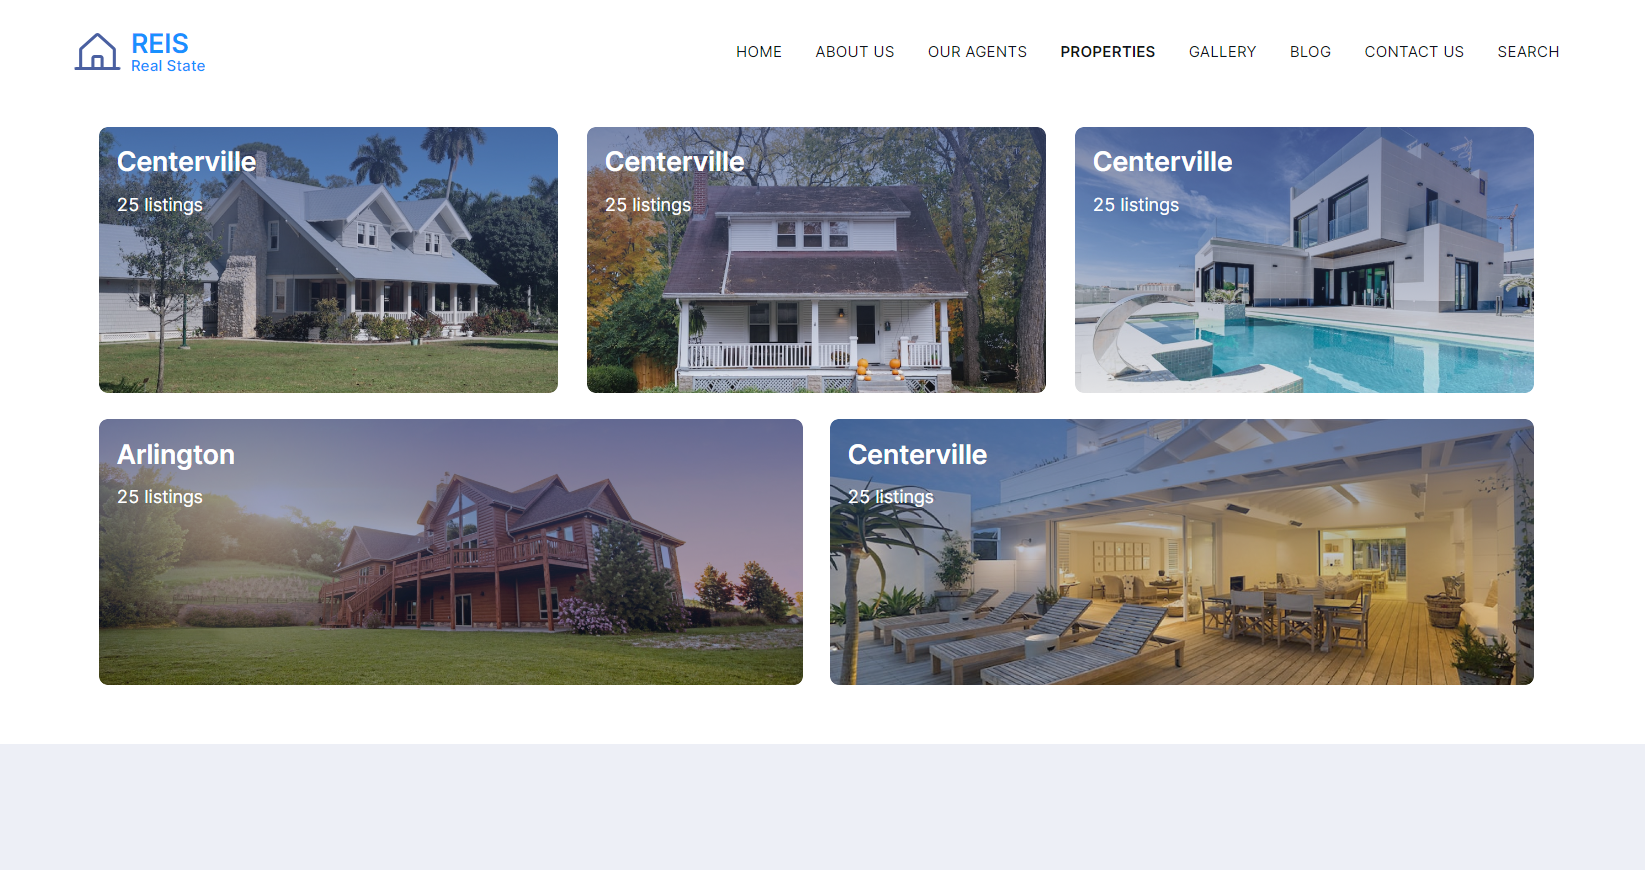 REIS
Real State
HOME ABOUT US OUR AGENTS PROPERTIES GALLERY BLOG CONTACT US SEARCH
Centerville
25 listings
Centerville
25 listings
Centerville
25 listings
Arlington
25 listings
Centerville
25 listings